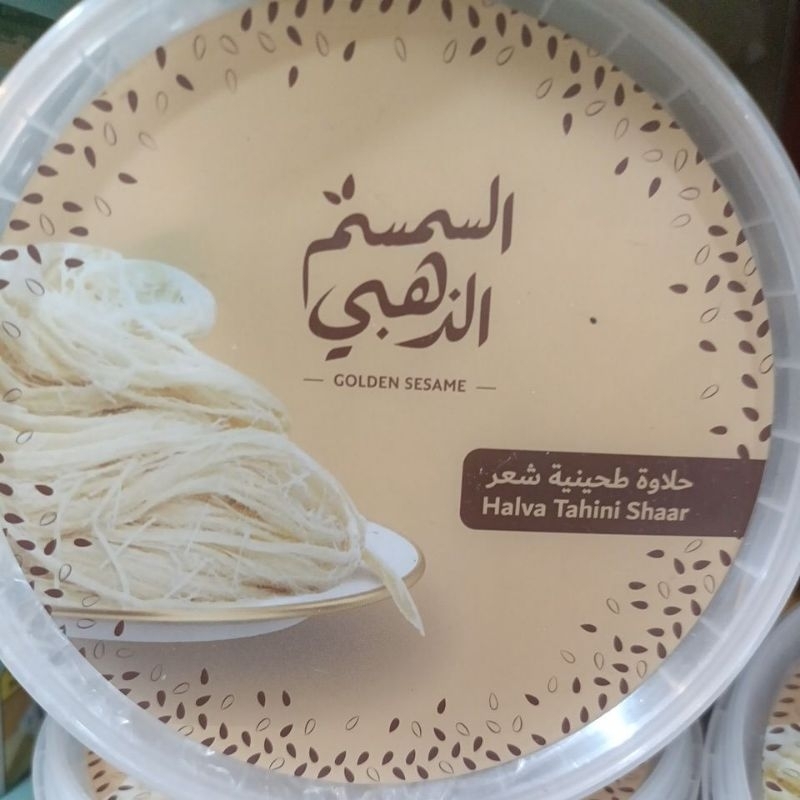 السمسم
الذهبي
GOLDEN SESAME
حلاوة طحينية شعر
Halva Tahini Shaar